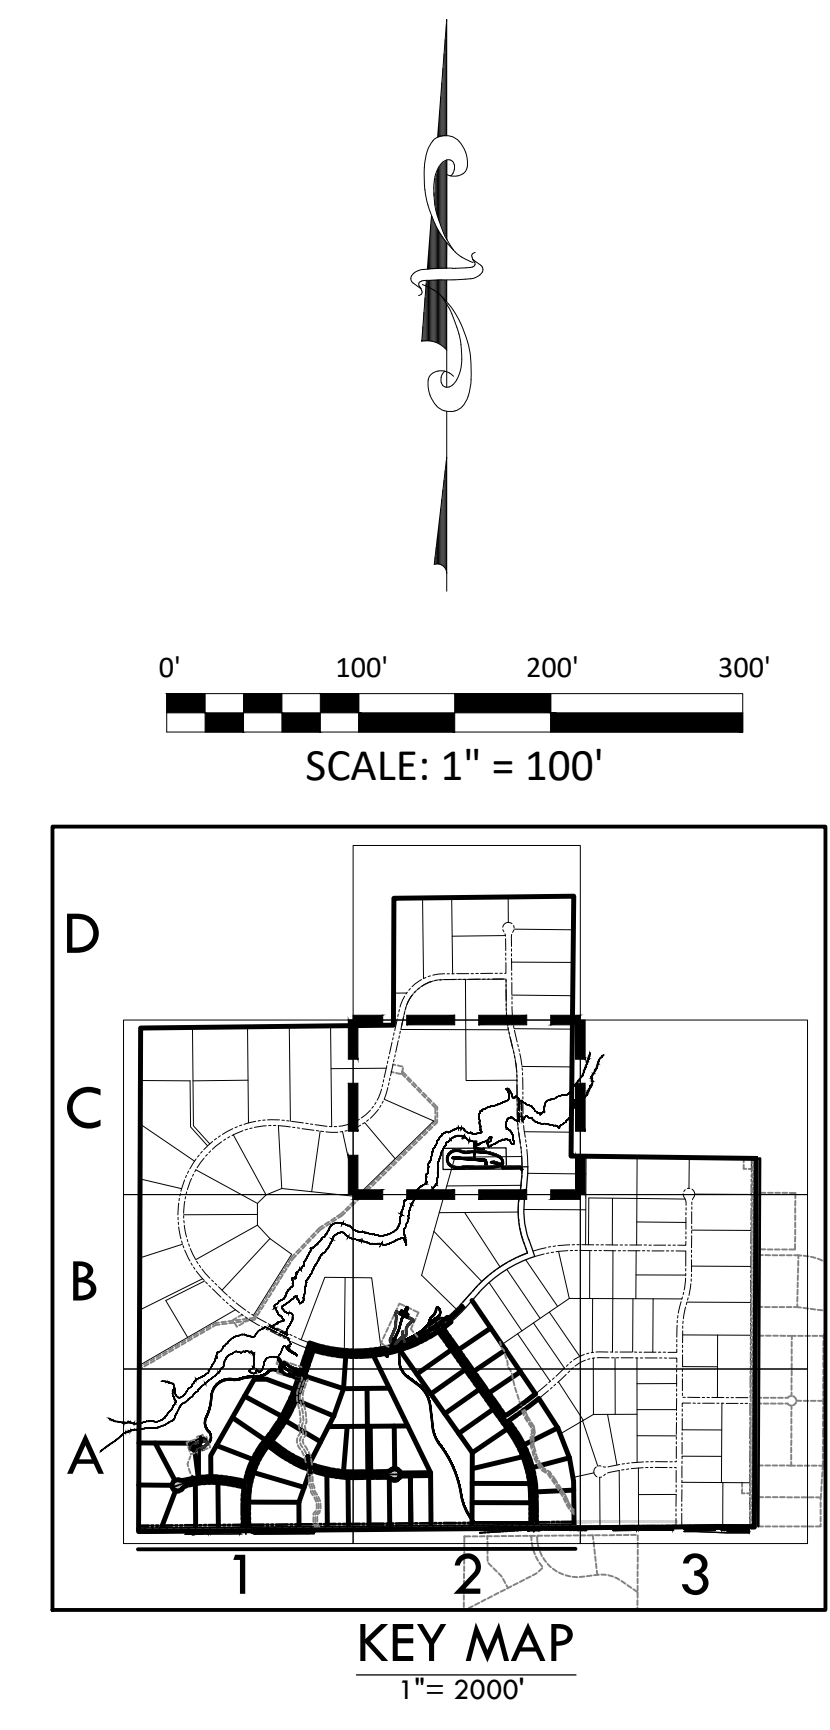 0' 100' 200' 300'
SCALE: 1" = 100'
D
C
B
A
1 2 3
KEY MAP
1"= 2000'